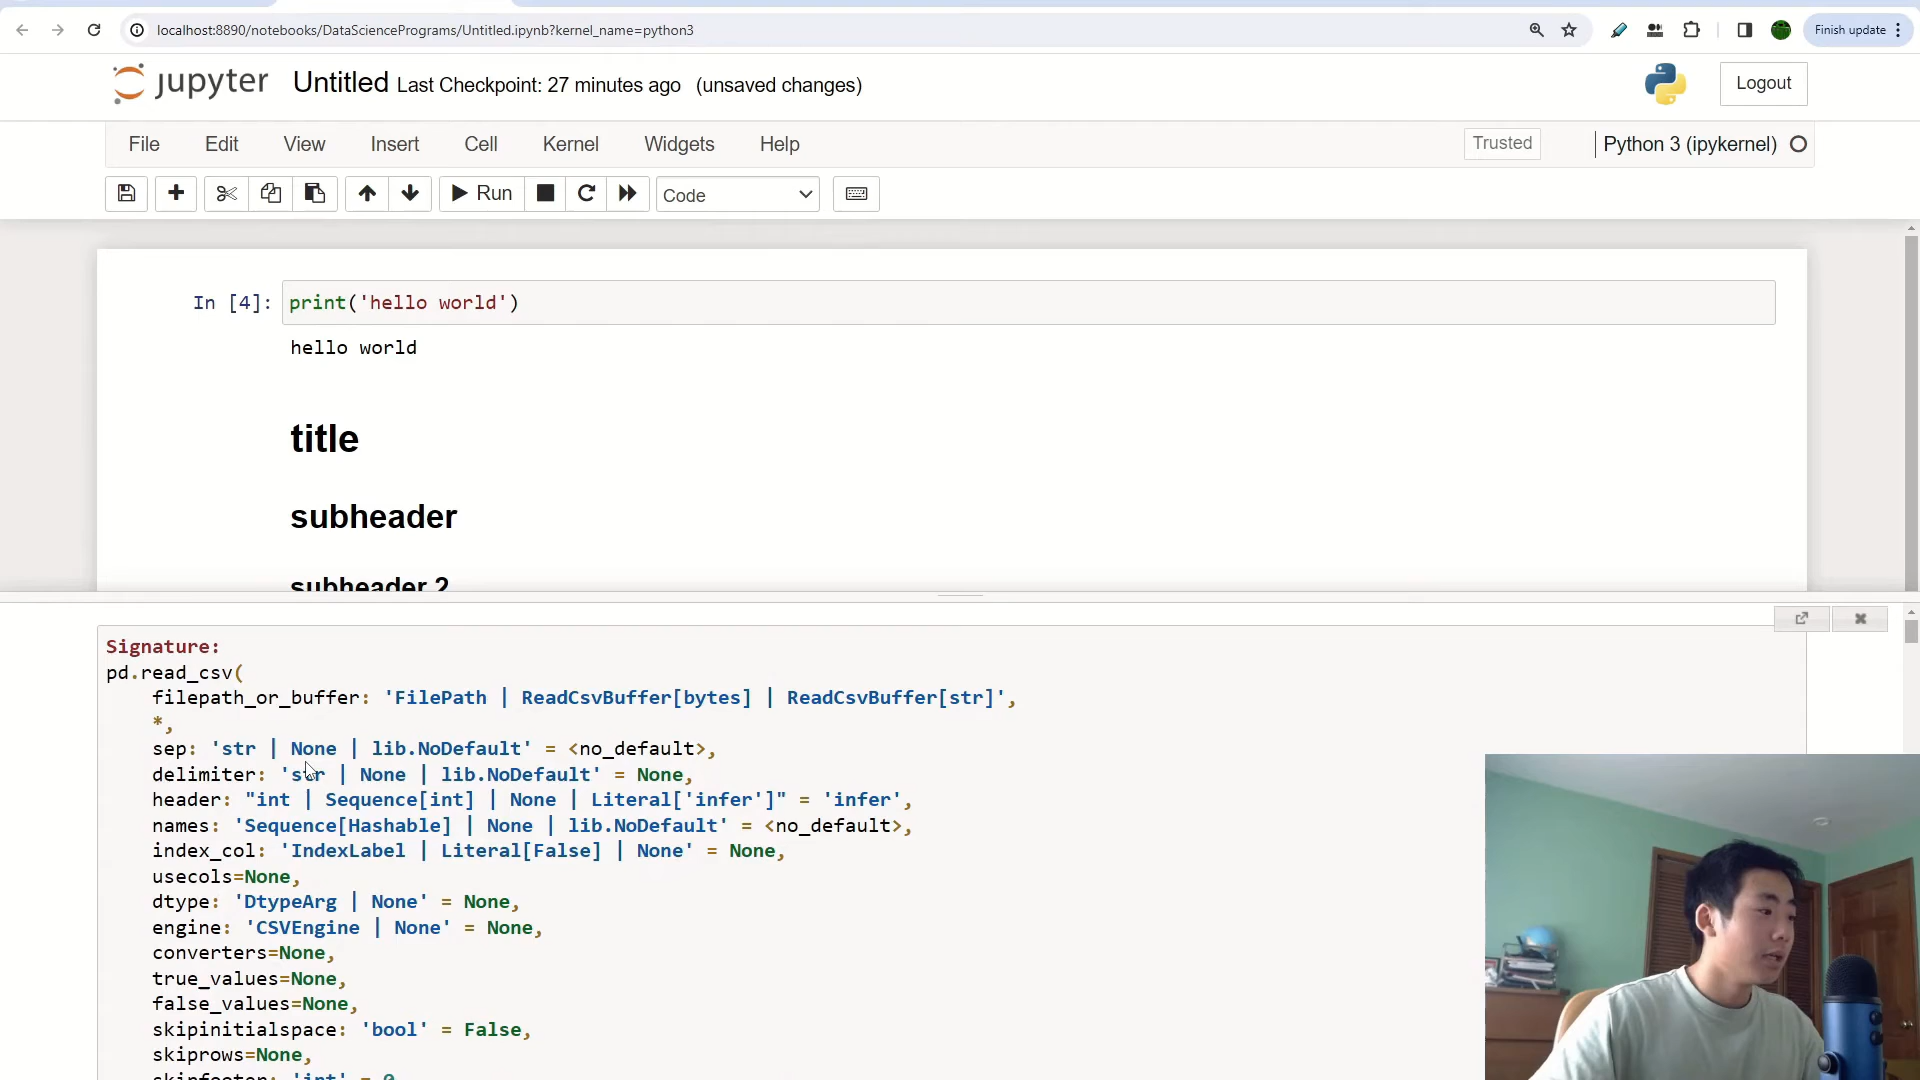 localhost:8890/notebooks/DataSciencePrograms/Untitled.ipynb?kernel_name=python3
Finish update
jupyter Untitled Last Checkpoint: 27 minutes ago (unsaved changes)
Logout
File Edit View Insert Cell Kernel Widgets Help
Trusted
Python 3 (ipykernel)
Run
Code
In [4]: print('hello world')
hello world
title
subheader
subheader 2
Signature:
pd.read_csv(
filepath_or_buffer: 'FilePath | ReadCsvBuffer[bytes] | ReadCsvBuffer[str]',
*,
sep: 'str | None | lib.NoDefault' = <no_default>,
delimiter: 'str | None | lib.NoDefault' = None,
header: "int | Sequence[int] | None | Literal['infer']" = 'infer',
names: 'Sequence[Hashable] | None | lib.NoDefault' = <no_default>,
index_col: 'IndexLabel | Literal[False] | None' = None,
usecols=None,
dtype: 'DtypeArg | None' = None,
engine: 'CSVEngine | None' = None,
converters=None,
true_values=None,
false_values=None,
skipinitialspace: 'bool' = False,
skiprows=None,
skipfooter: 'int' = 0